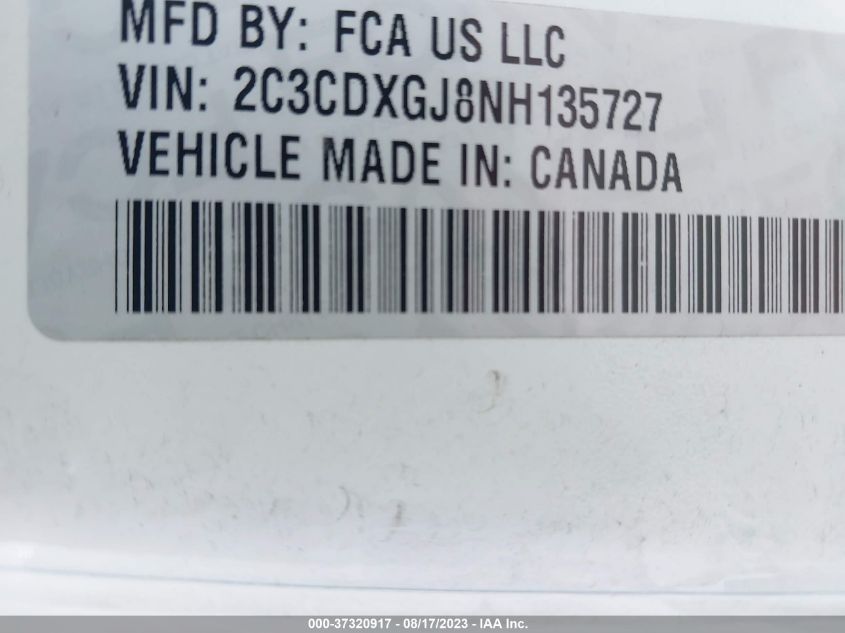 MFD BY: FCA US LLC
VIN: 2C3CDXGJ8NH135727
VEHICLE MADE IN: CANADA
000-37320917 - 08/17/2023 - IAA Inc.